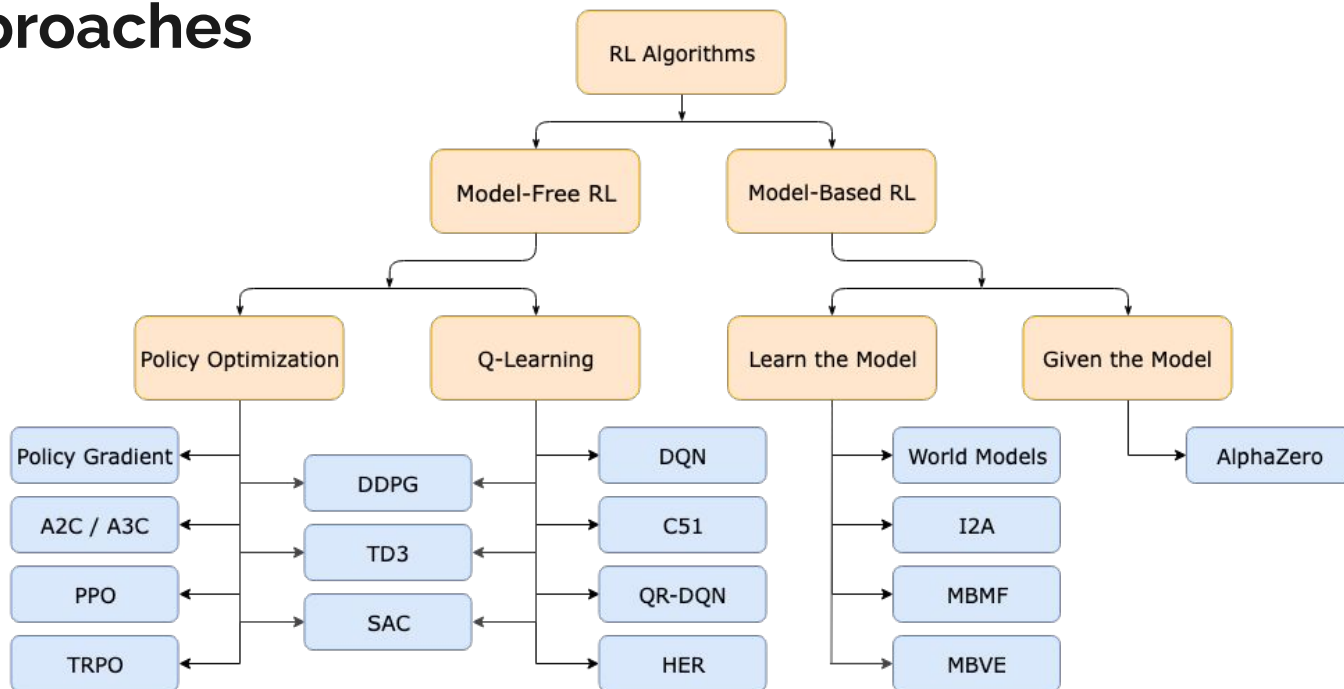 proaches
RL Algorithms
Model-Free RL
Model-Based RL
Policy Optimization
Q-Learning
Learn the Model
Given the Model
Policy Gradient
DDPG
DQN
World Models
AlphaZero
A2C / A3C
TD3
C51
I2A
PPO
SAC
QR-DQN
MBMF
TRPO
HER
MBVE